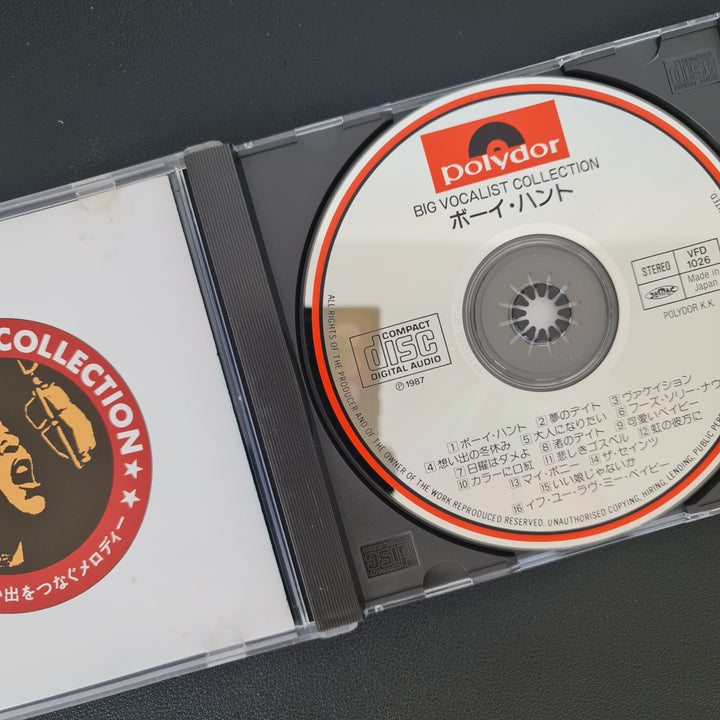 COLLECTION
出をつなぐメロディー
polydor
BIG VOCALIST COLLECTION
ボーイ・ハント
STEREO
VFD
1026
Made in
Japan
POLYDOR K.K.
COMPACT
disc
DIGITAL AUDIO
Ⓟ1987
1 ボーイ・ハント 2 夢のデイト 3 ヴァケイション
4 想い出の冬休み 5 大人になりたい 6 フーズ・ソリー・ナウ
7 日曜はダメよ 8 渚のデイト 9 可愛いベイビー
10 カラーに口紅 11 悲しきゴスペル 12 虹の彼方に
13 マイ・ボニー 14 ザ・セインツ
15 いい娘じゃないか
16 イフ・ユー・ラヴ・ミー・ベイビー
ALL RIGHTS OF THE PRODUCER AND OF THE OWNER OF THE WORK REPRODUCED RESERVED. UNAUTHORISED COPYING, HIRING, LENDING, PUBLIC
COMPACT
disc
DIGITAL AUDIO
COMPACT
disc
DIGITAL AUDIO